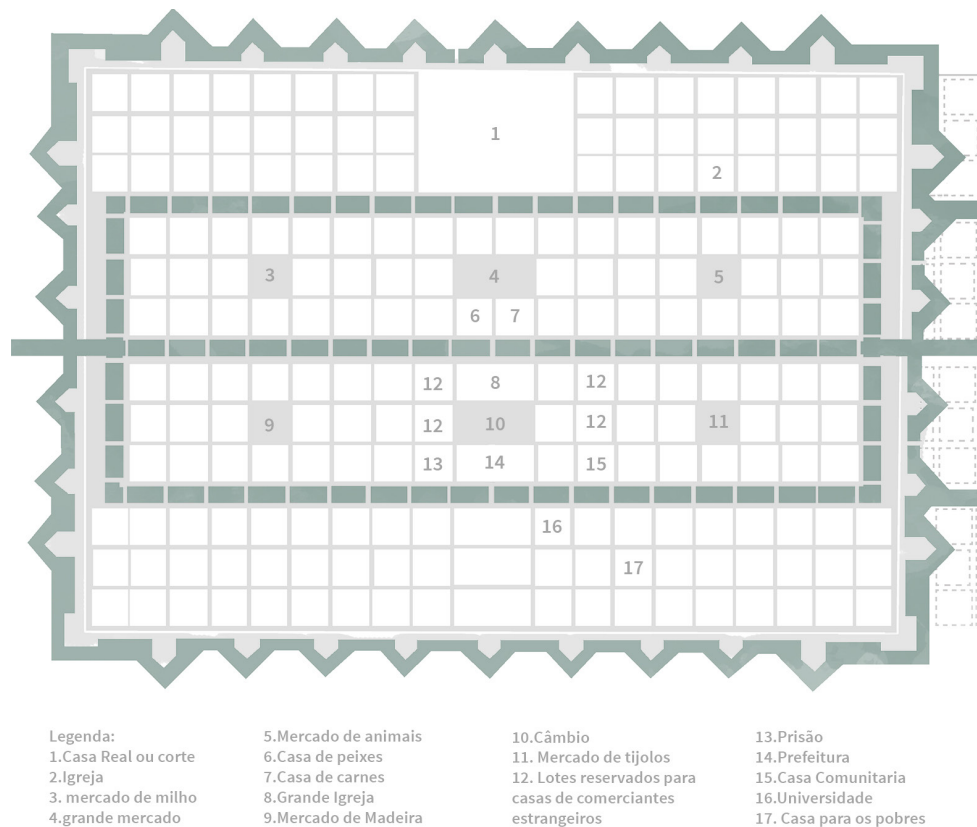 1
2
3
4
5
6
7
12
8
12
9
12
10
12
11
13
14
15
16
17
Legenda:
1.Casa Real ou corte
2.Igreja
3. mercado de milho
4.grande mercado
5.Mercado de animais
6.Casa de peixes
7.Casa de carnes
8.Grande Igreja
9.Mercado de Madeira
10.Câmbio
11. Mercado de tijolos
12. Lotes reservados para
casas de comerciantes
estrangeiros
13.Prisão
14.Prefeitura
15.Casa Comunitaria
16.Universidade
17. Casa para os pobres